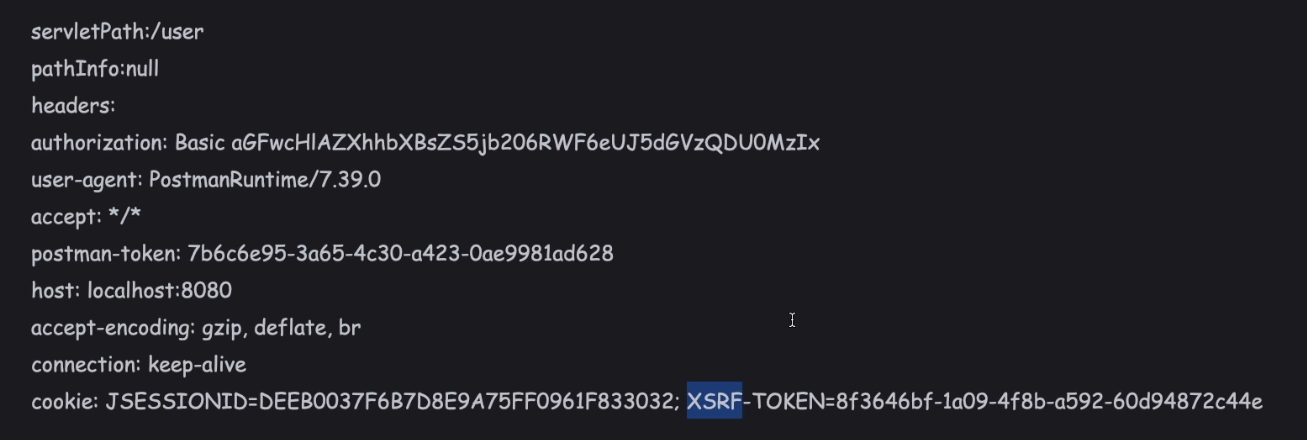 servletPath:/user
pathInfo:null
headers:
authorization: Basic aGFwcHlAZXhhbXBsZS5jb206RWF6eUJ5dGVzQDU0MzIx
user-agent: PostmanRuntime/7.39.0
accept: */*
postman-token: 7b6c6e95-3a65-4c30-a423-0ae9981ad628
host: localhost:8080
accept-encoding: gzip, deflate, br
connection: keep-alive
cookie: JSESSIONID=DEEB0037F6B7D8E9A75FF0961F833032; XSRF-TOKEN=8f3646bf-1a09-4f8b-a592-60d94872c44e